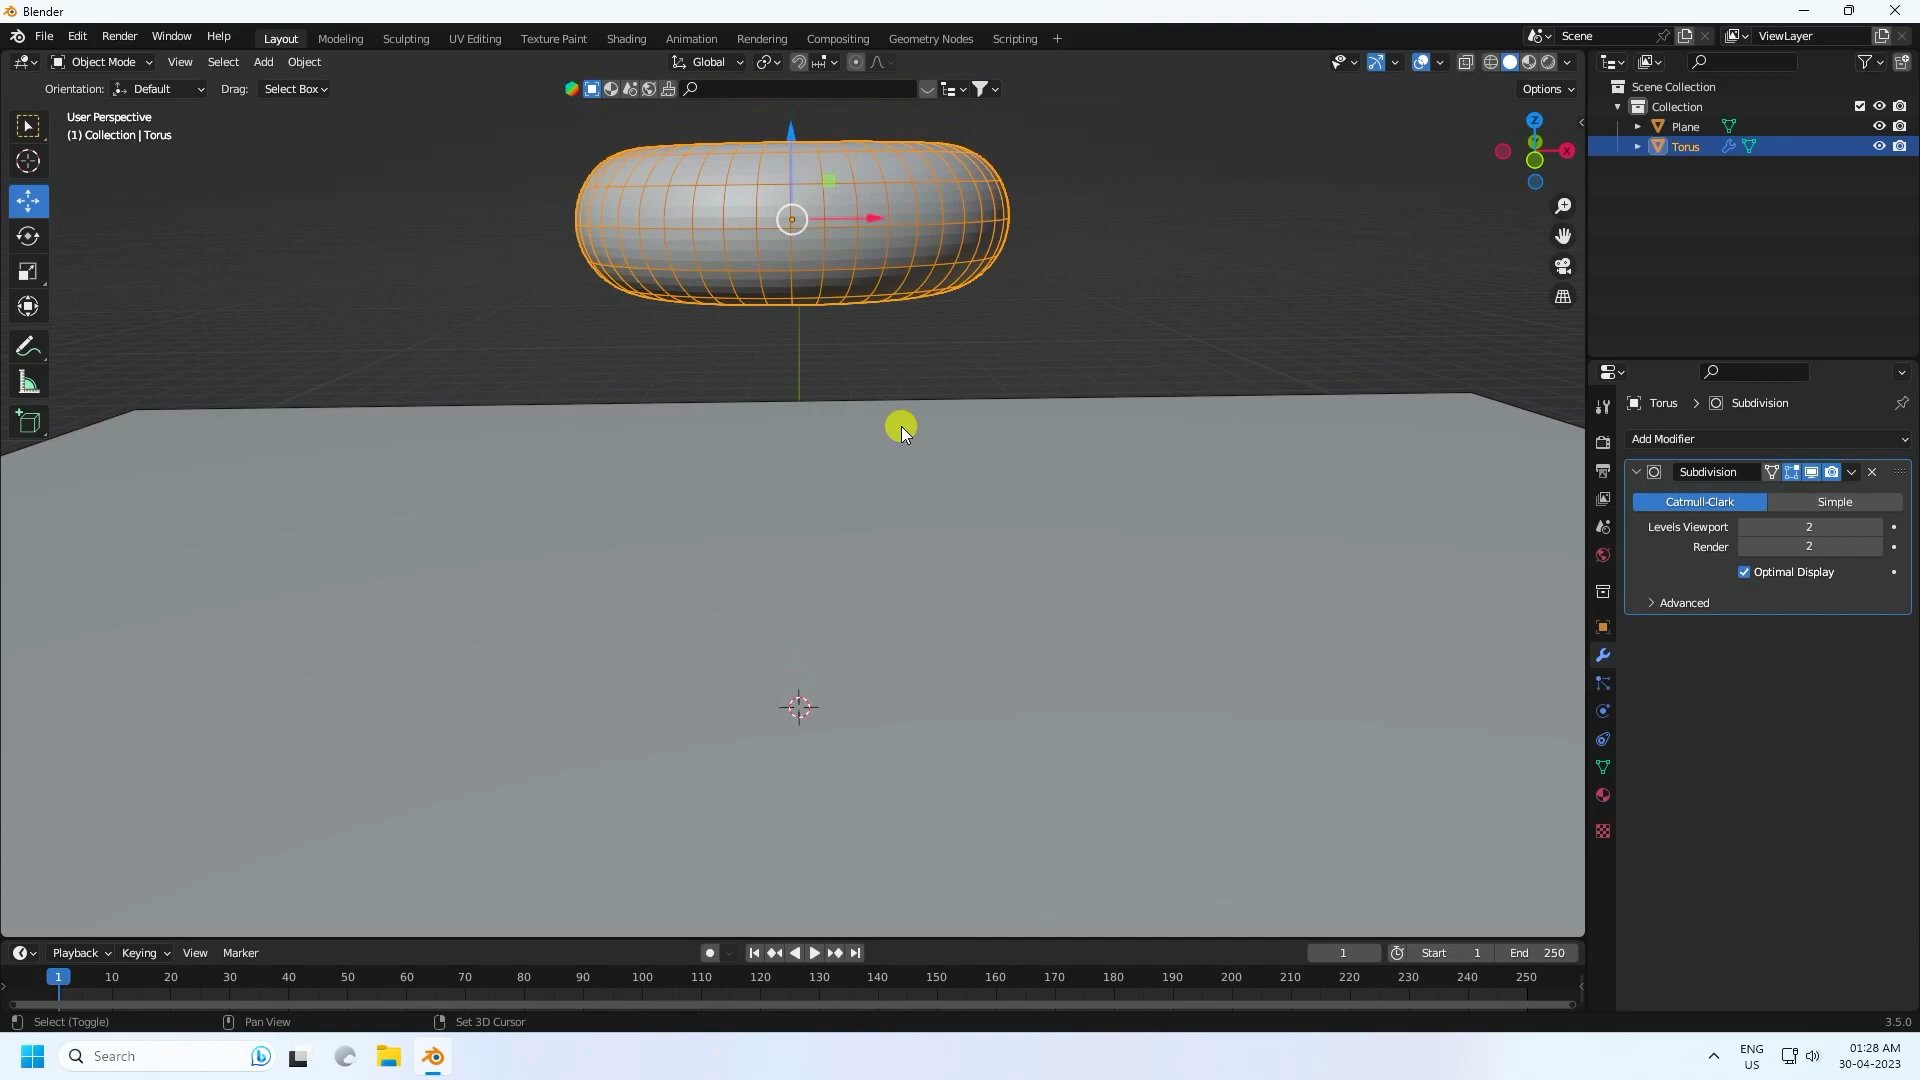 Blender
File Edit Render Window Help
Layout Modeling Sculpting UV Editing Texture Paint Shading Animation Rendering Compositing Geometry Nodes Scripting +
Scene
ViewLayer
Object Mode View Select Add Object
Global
Orientation: Default Drag: Select Box
Options
User Perspective
(1) Collection | Torus
Z
Y
X
Scene Collection
Collection
Plane
Torus
Torus > Subdivision
Add Modifier
Subdivision
Catmull-Clark Simple
Levels Viewport 2
Render 2
Optimal Display
Advanced
Playback Keying View Marker
1 Start 1 End 250
1 10 20 30 40 50 60 70 80 90 100 110 120 130 140 150 160 170 180 190 200 210 220 230 240 250
Select (Toggle) Pan View Set 3D Cursor
3.5.0
Search
ENG
US
01:28 AM
30-04-2023